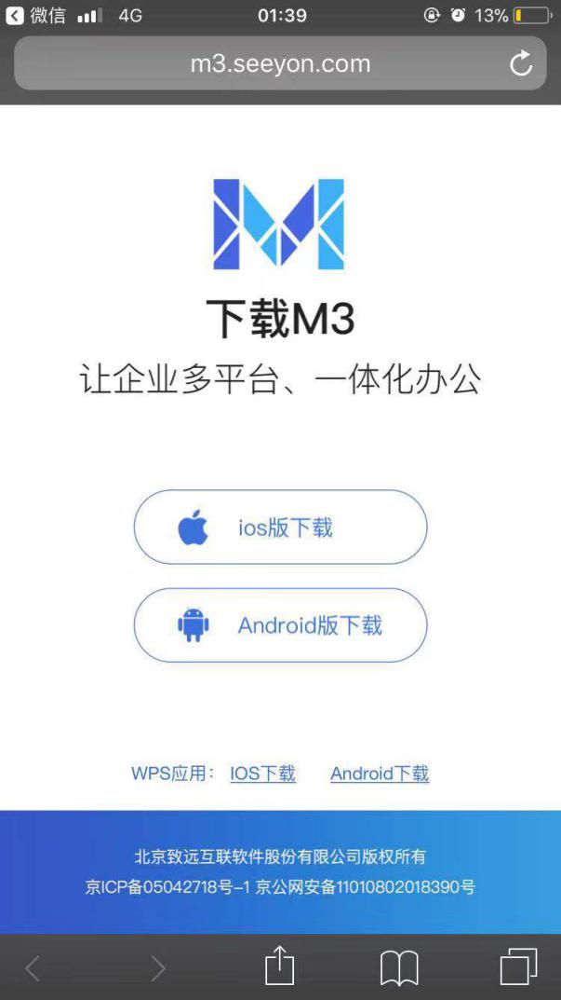 微信 4G 01:39 13%
m3.seeyon.com
下载M3
让企业多平台、一体化办公
ios版下载
Android版下载
WPS应用： IOS下载 Android下载
北京致远互联软件股份有限公司版权所有
京ICP备05042718号-1 京公网安备11010802018390号